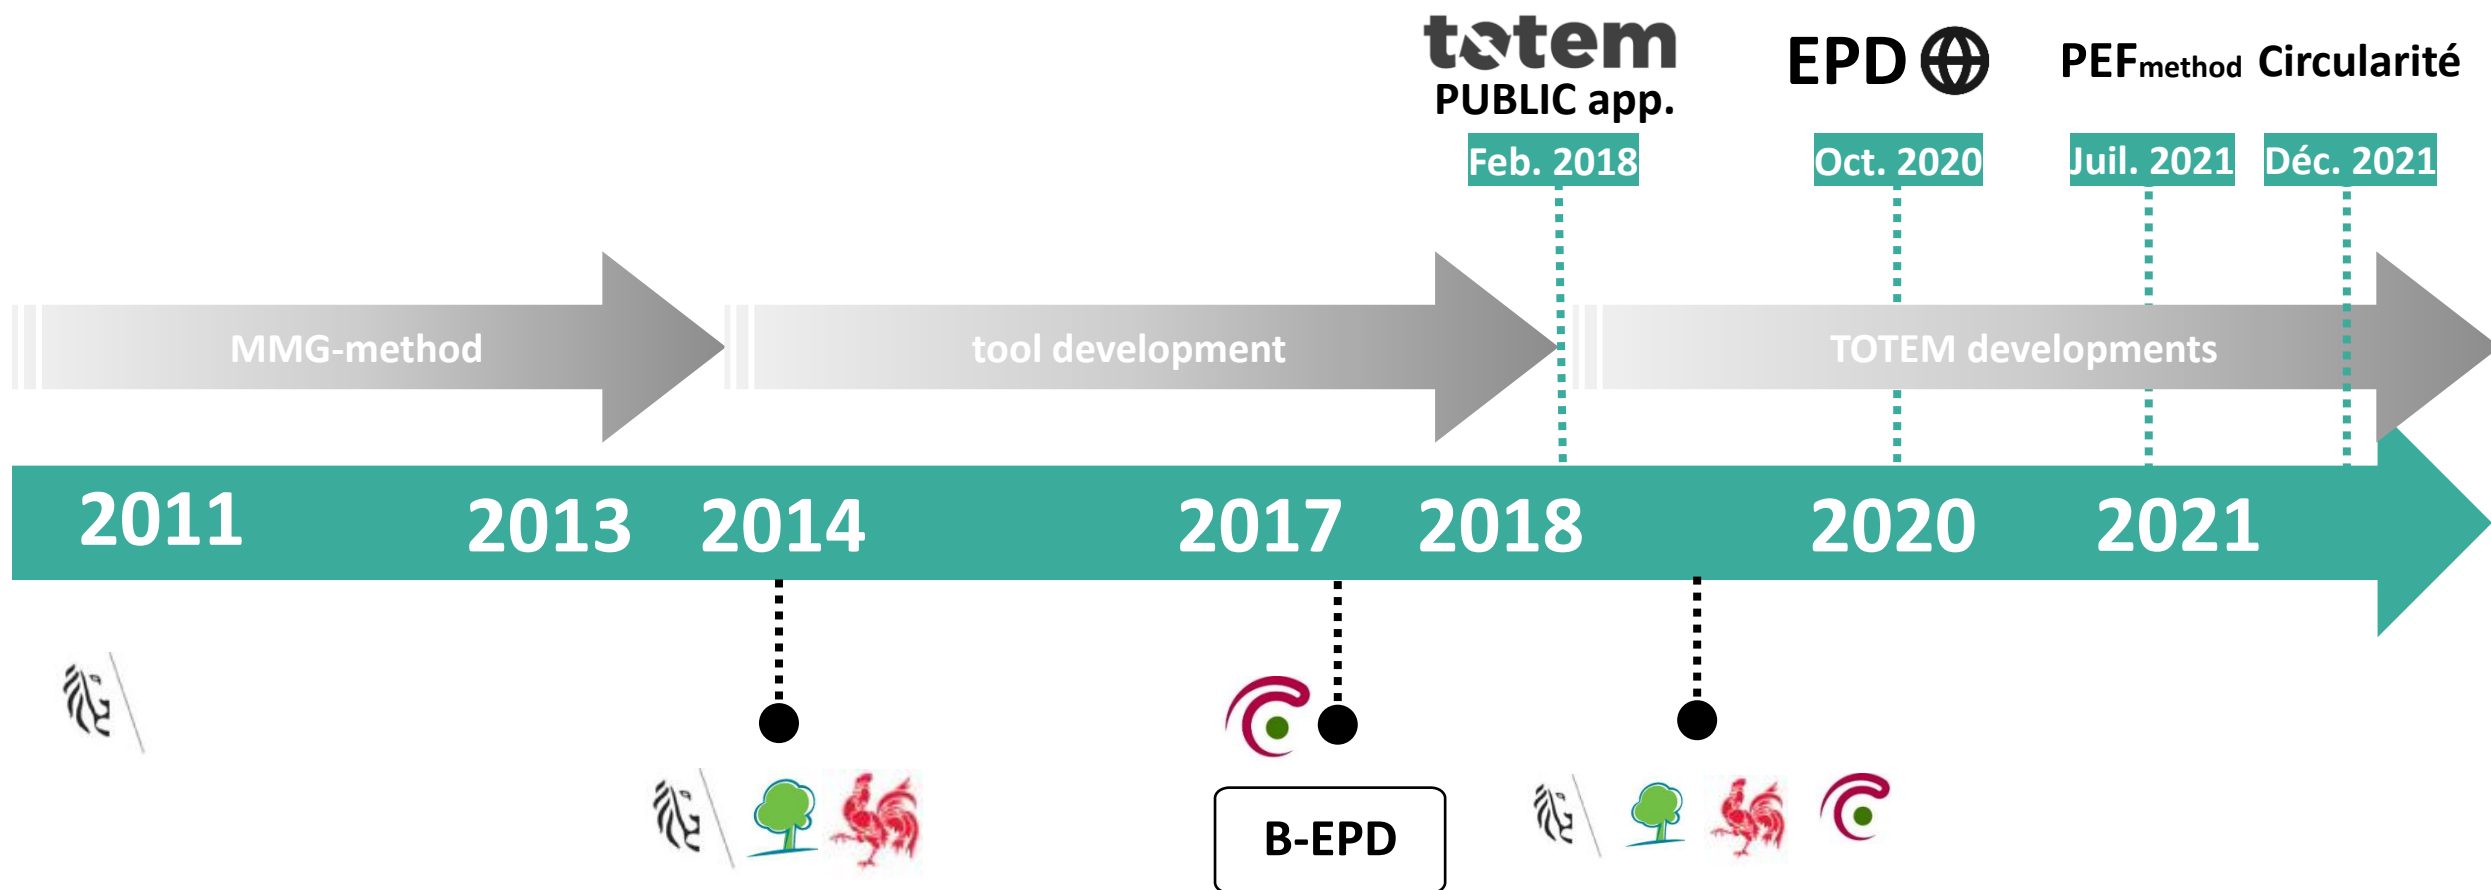 totem
PUBLIC app.
EPD
PEFmethod
Circularité
Feb. 2018
Oct. 2020
Juil. 2021
Déc. 2021
MMG-method
tool development
TOTEM developments
2011
2013
2014
2017
2018
2020
2021
B-EPD